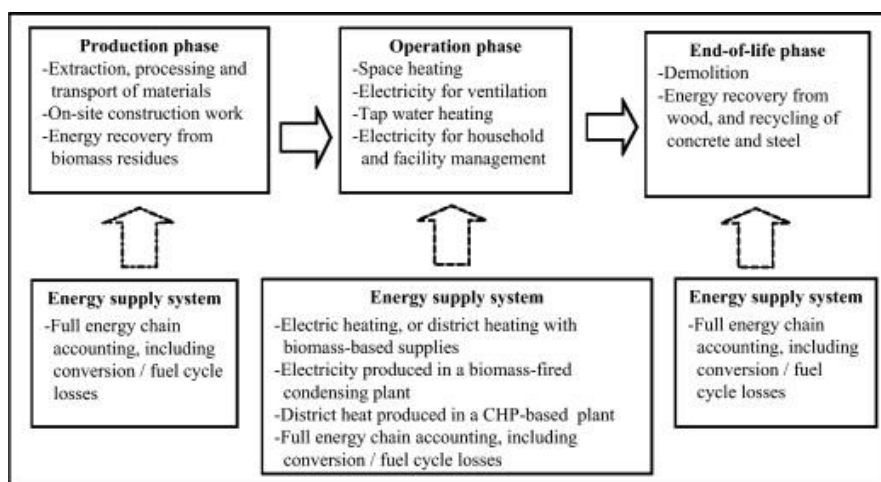 Production phase
-Extraction, processing and
transport of materials
-On-site construction work
-Energy recovery from
biomass residues
Operation phase
-Space heating
-Electricity for ventilation
-Tap water heating
-Electricity for household
and facility management
End-of-life phase
-Demolition
-Energy recovery from
wood, and recycling of
concrete and steel
Energy supply system
-Full energy chain
accounting, including
conversion / fuel cycle
losses
Energy supply system
-Electric heating, or district heating with
biomass-based supplies
-Electricity produced in a biomass-fired
condensing plant
-District heat produced in a CHP-based plant
-Full energy chain accounting, including
conversion / fuel cycle losses
Energy supply system
-Full energy chain
accounting, including
conversion / fuel
cycle losses